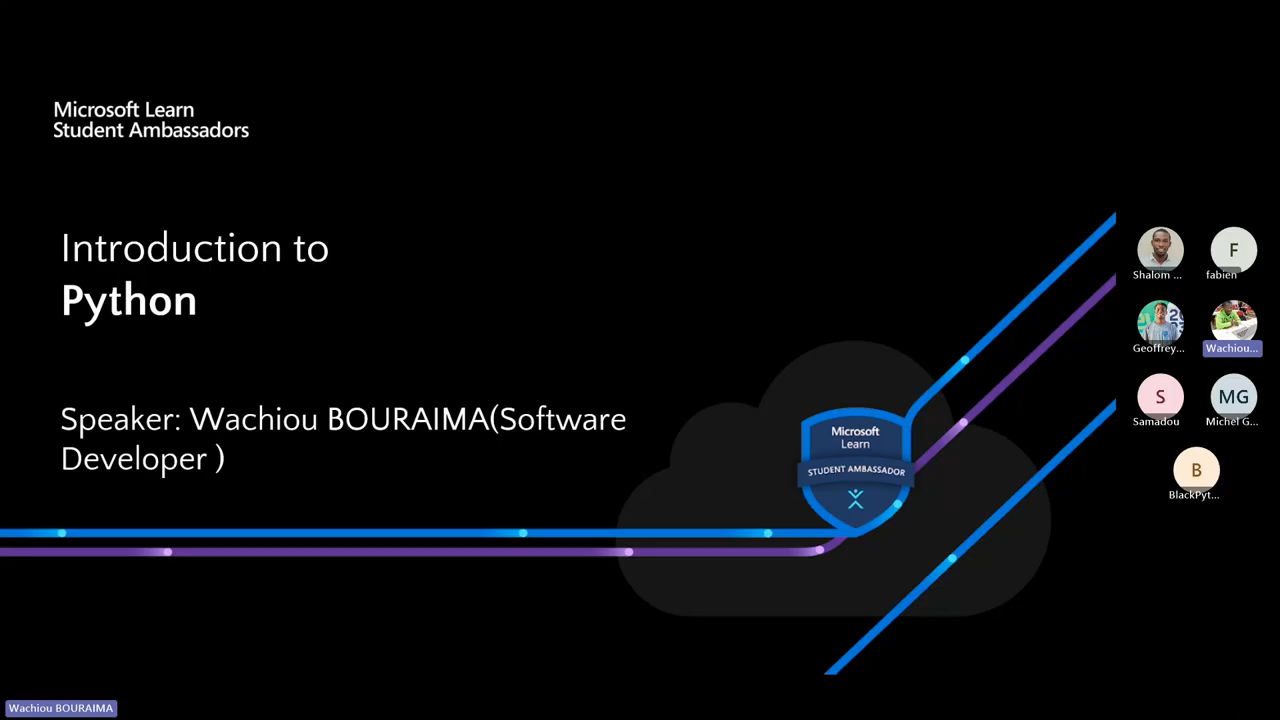 Microsoft Learn
Student Ambassadors
Introduction to
Python
Speaker: Wachiou BOURAIMA(Software
Developer )
Microsoft
Learn
STUDENT AMBASSADOR
Shalom ...
F
fabien
Geoffrey...
Wachiou...
S
Samadou
MG
Michel G...
B
BlackPyt...
Wachiou BOURAIMA